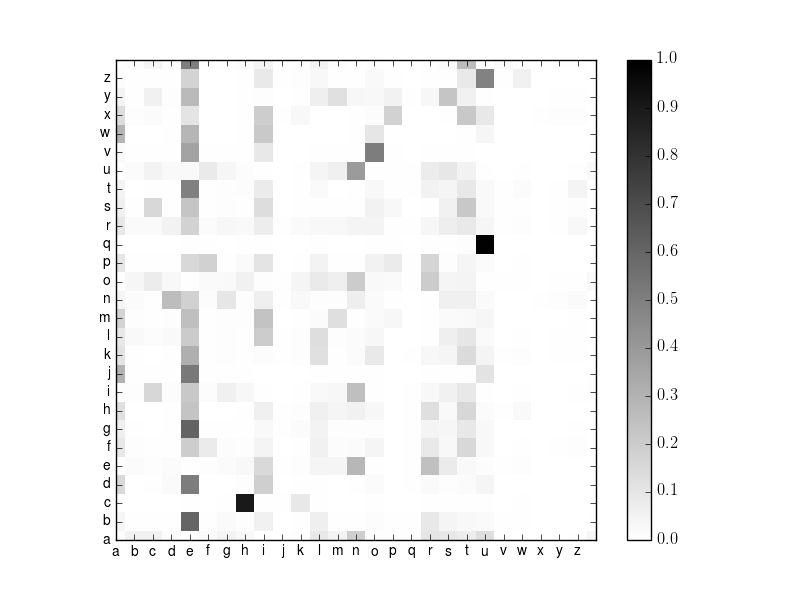 z
y
x
w
v
u
t
s
r
q
p
o
n
m
l
k
j
i
h
g
f
e
d
c
b
a
a b c d e f g h i j k l m n o p q r s t u v w x y z
1.0
0.9
0.8
0.7
0.6
0.5
0.4
0.3
0.2
0.1
0.0